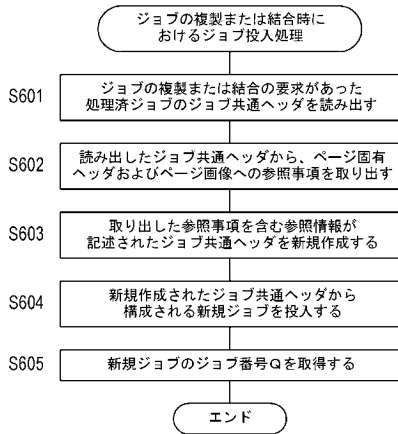 ジョブの複製または結合時に
おけるジョブ投入処理
S601
ジョブの複製または結合の要求があった
処理済ジョブのジョブ共通ヘッダを読み出す
S602
読み出したジョブ共通ヘッダから、ページ固有
ヘッダおよびページ画像への参照事項を取り出す
S603
取り出した参照事項を含む参照情報が
記述されたジョブ共通ヘッダを新規作成する
S604
新規作成されたジョブ共通ヘッダから
構成される新規ジョブを投入する
S605
新規ジョブのジョブ番号Qを取得する
エンド